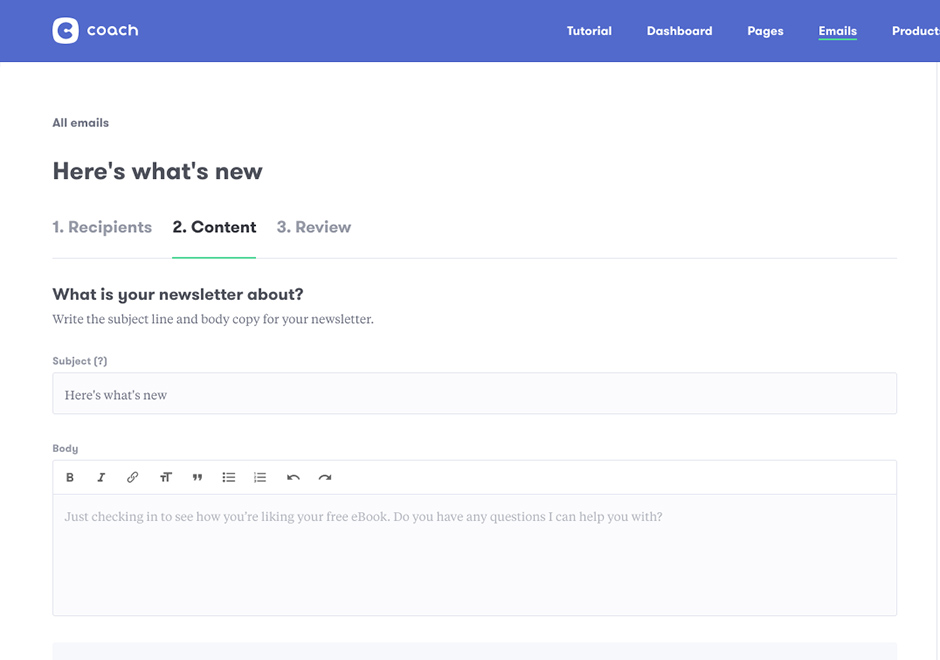 coach
Tutorial Dashboard Pages Emails Products
All emails
Here's what's new
1. Recipients 2. Content 3. Review
What is your newsletter about?
Write the subject line and body copy for your newsletter.
Subject (?)
Here's what's new
Body
B I
Just checking in to see how you're liking your free eBook. Do you have any questions I can help you with?